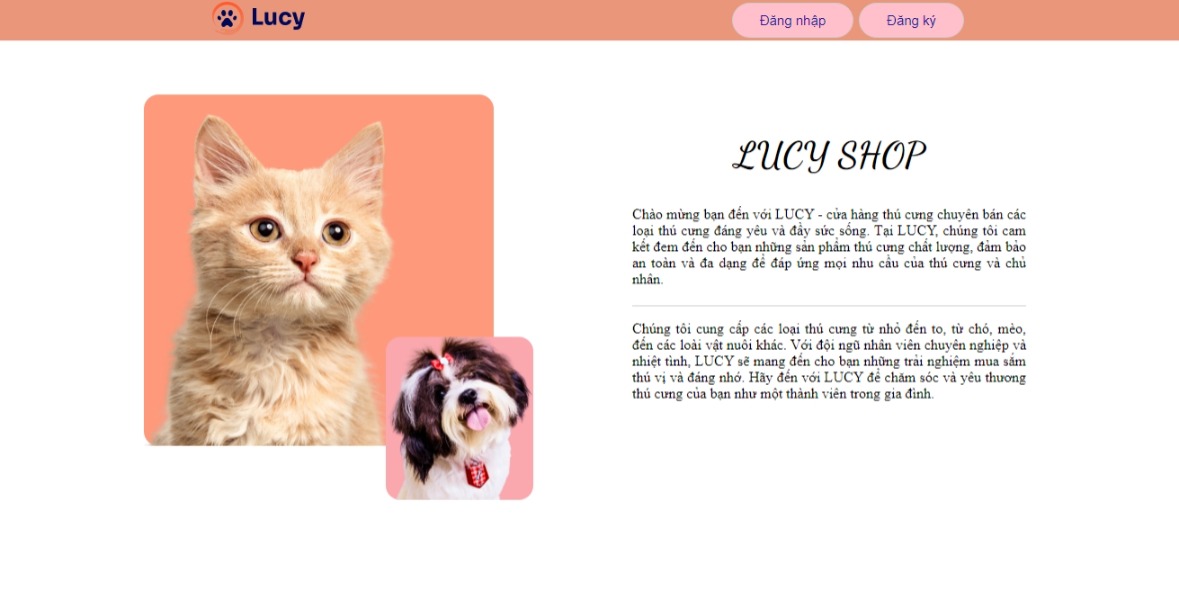 Lucy
Đăng nhập
Đăng ký
LUCY SHOP
Chào mừng bạn đến với LUCY - cửa hàng thú cưng chuyên bán các
loại thú cưng đáng yêu và đầy sức sống. Tại LUCY, chúng tôi cam
kết đem đến cho bạn những sản phẩm thú cưng chất lượng, đảm bảo
an toàn và đa dạng để đáp ứng mọi nhu cầu của thú cưng và chủ
nhân.
Chúng tôi cung cấp các loại thú cưng từ nhỏ đến to, từ chó, mèo,
đến các loài vật nuôi khác. Với đội ngũ nhân viên chuyên nghiệp và
nhiệt tình, LUCY sẽ mang đến cho bạn những trải nghiệm mua sắm
thú vị và đáng nhớ. Hãy đến với LUCY để chăm sóc và yêu thương
thú cưng của bạn như một thành viên trong gia đình.